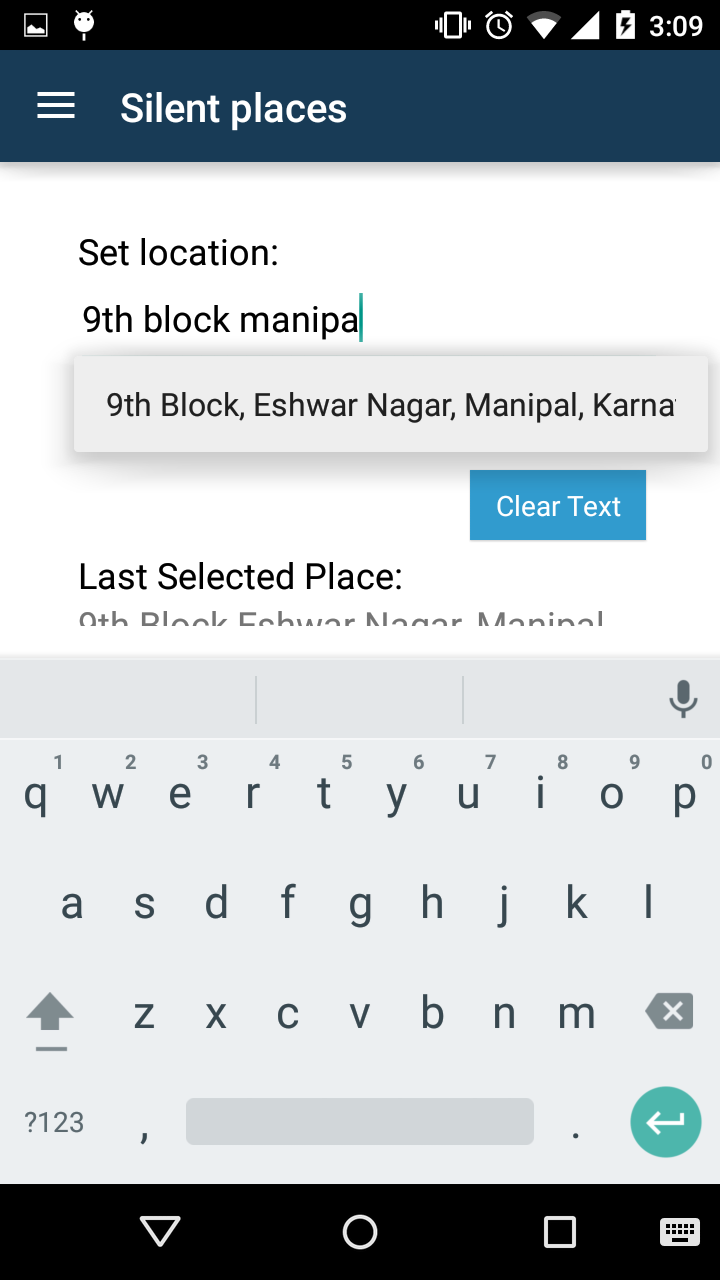 3:09
Silent places
Set location:
9th block manipa
9th Block, Eshwar Nagar, Manipal, Karna
Clear Text
Last Selected Place:
9th Block Eshwar Nagar, Manipal
1 2 3 4 5 6 7 8 9 0
q w e r t y u i o p
a s d f g h j k l
z x c v b n m
?123 , .